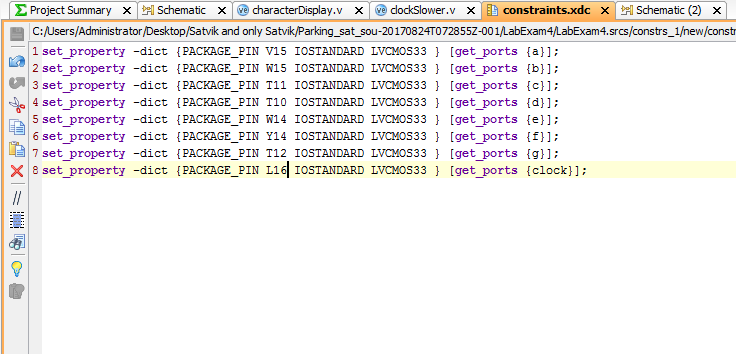 Project Summary Schematic characterDisplay.v clockSlower.v constraints.xdc Schematic (2)
C:/Users/Administrator/Desktop/Satvik and only Satvik/Parking_sat_sou-20170824T072855Z-001/LabExam4/LabExam4.srcs/constrs_1/new/constr
1 set_property -dict {PACKAGE_PIN V15 IOSTANDARD LVCMOS33 } [get_ports {a}];
2 set_property -dict {PACKAGE_PIN W15 IOSTANDARD LVCMOS33 } [get_ports {b}];
3 set_property -dict {PACKAGE_PIN T11 IOSTANDARD LVCMOS33 } [get_ports {c}];
4 set_property -dict {PACKAGE_PIN T10 IOSTANDARD LVCMOS33 } [get_ports {d}];
5 set_property -dict {PACKAGE_PIN W14 IOSTANDARD LVCMOS33 } [get_ports {e}];
6 set_property -dict {PACKAGE_PIN Y14 IOSTANDARD LVCMOS33 } [get_ports {f}];
7 set_property -dict {PACKAGE_PIN T12 IOSTANDARD LVCMOS33 } [get_ports {g}];
8 set_property -dict {PACKAGE_PIN L16 IOSTANDARD LVCMOS33 } [get_ports {clock}];